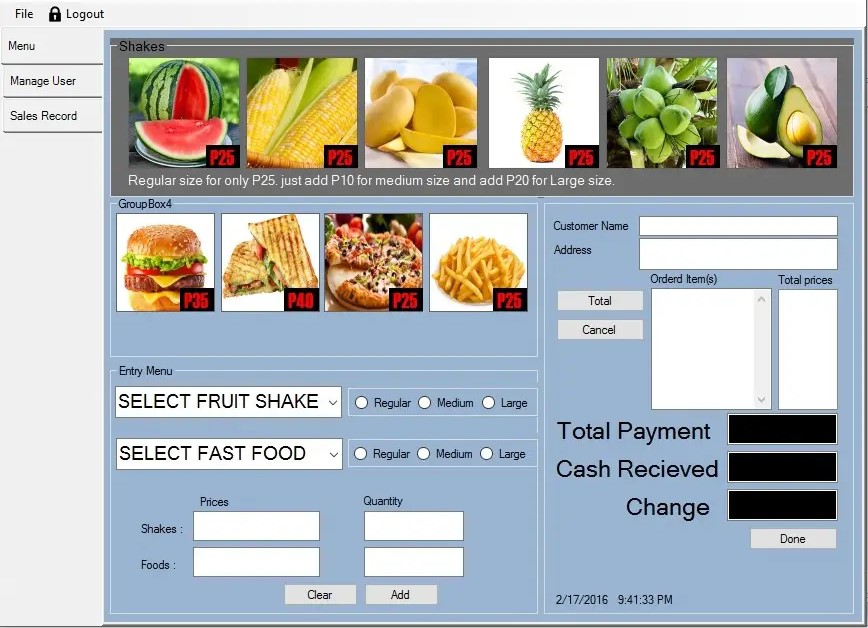 File Logout
Menu
Manage User
Sales Record
Shakes
P25 P25 P25 P25 P25 P25
Regular size for only P25. just add P10 for medium size and add P20 for Large size.
GroupBox4
P35 P40 P25 P25
Entry Menu
SELECT FRUIT SHAKE Regular Medium Large
SELECT FAST FOOD Regular Medium Large
Prices Quantity
Shakes :
Foods :
Clear Add
Customer Name
Address
Orderd Item(s) Total prices
Total
Cancel
Total Payment
Cash Recieved
Change
Done
2/17/2016 9:41:33 PM